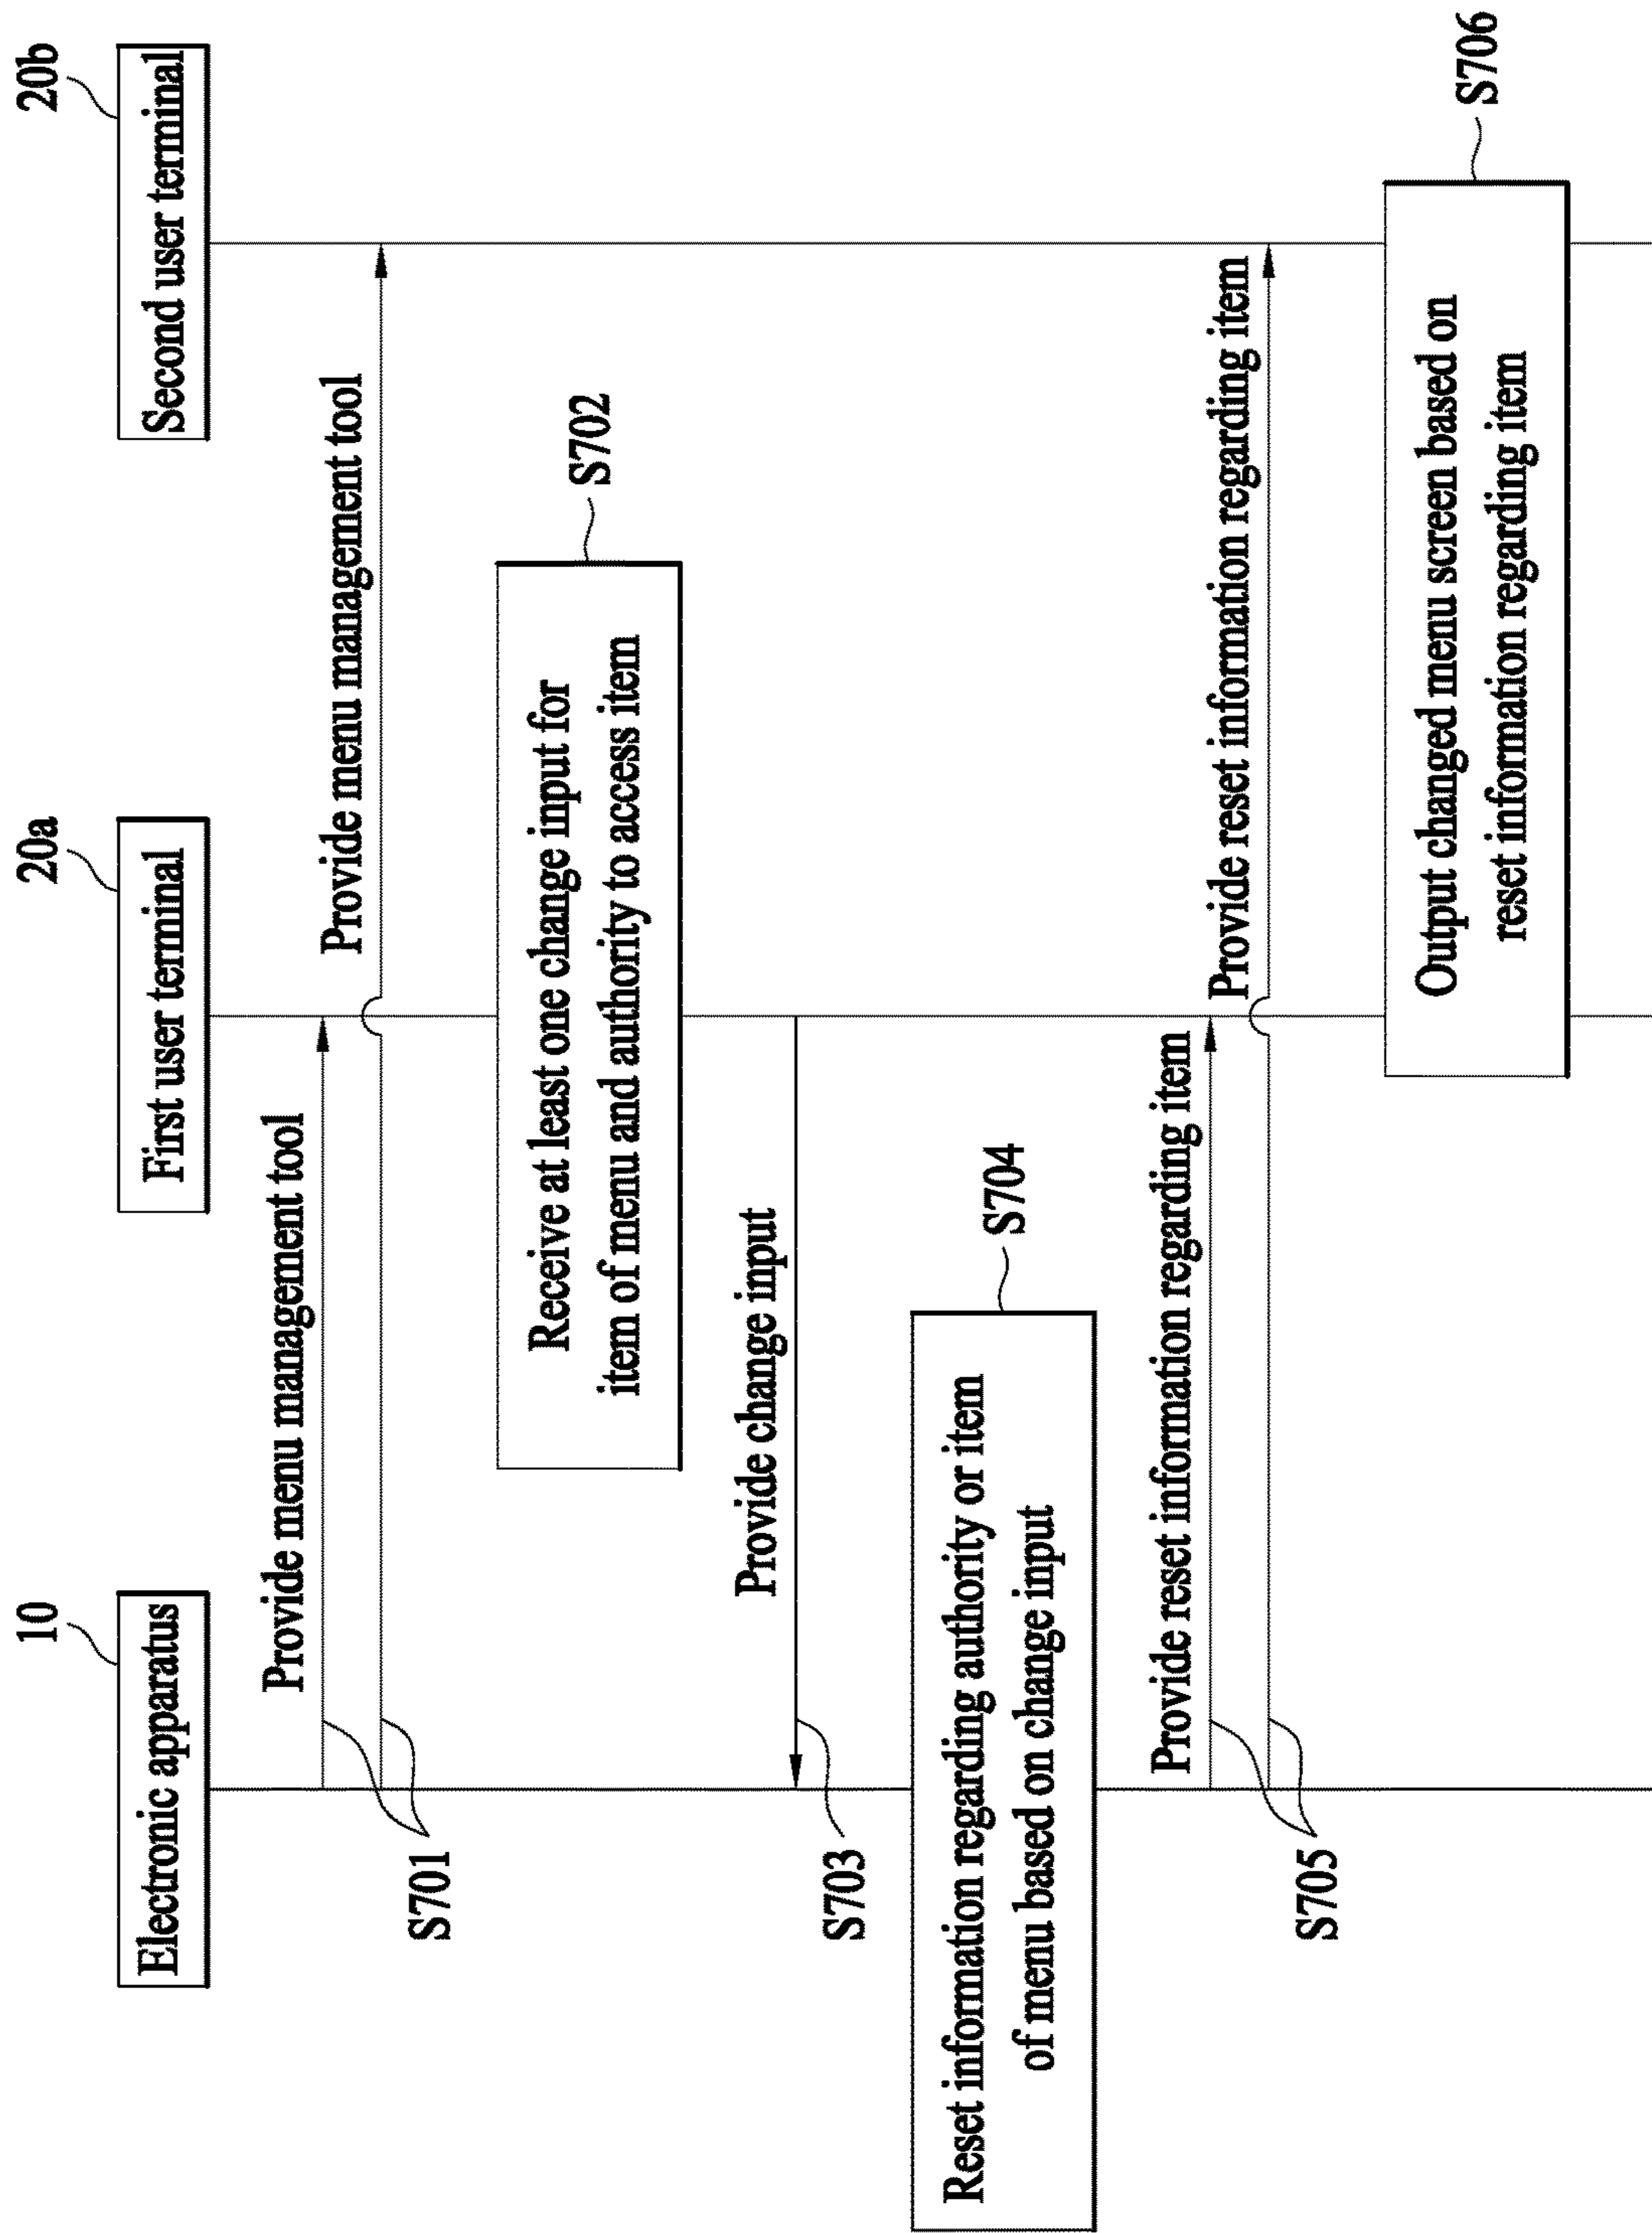 10
20a
20b
Electronic apparatus
First user terminal
Second user terminal
Provide menu management tool
Provide menu management tool
S701
S702
Receive at least one change input for
item of menu and authority to access item
Provide change input
S703
S704
Reset information regarding authority or item
of menu based on change input
Provide reset information regarding item
Provide reset information regarding item
S705
S706
Output changed menu screen based on
reset information regarding item